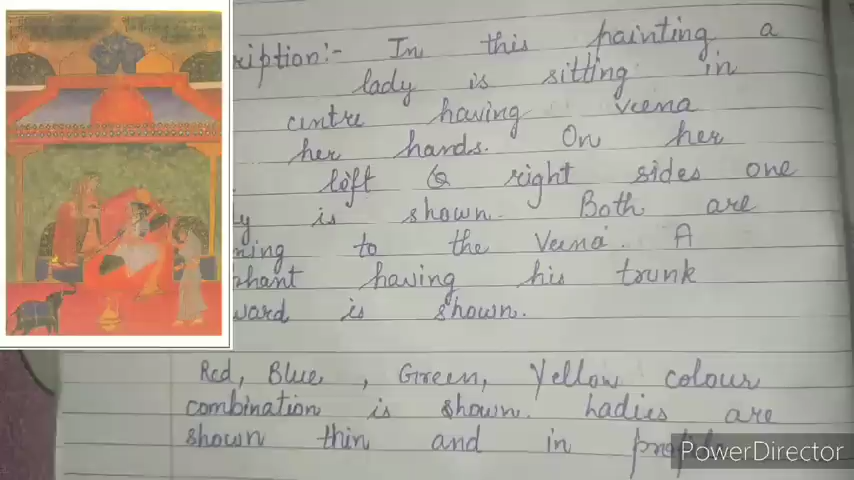 ription:- In this painting a
lady is sitting in
centre having veena
her hands. On her
left & right sides one
is shown. Both are
ning to the Veena. A
phant having his trunk
ward is shown.
Red, Blue, Green, Yellow colour
combination is shown. Ladies are
shown thin and in
PowerDirector